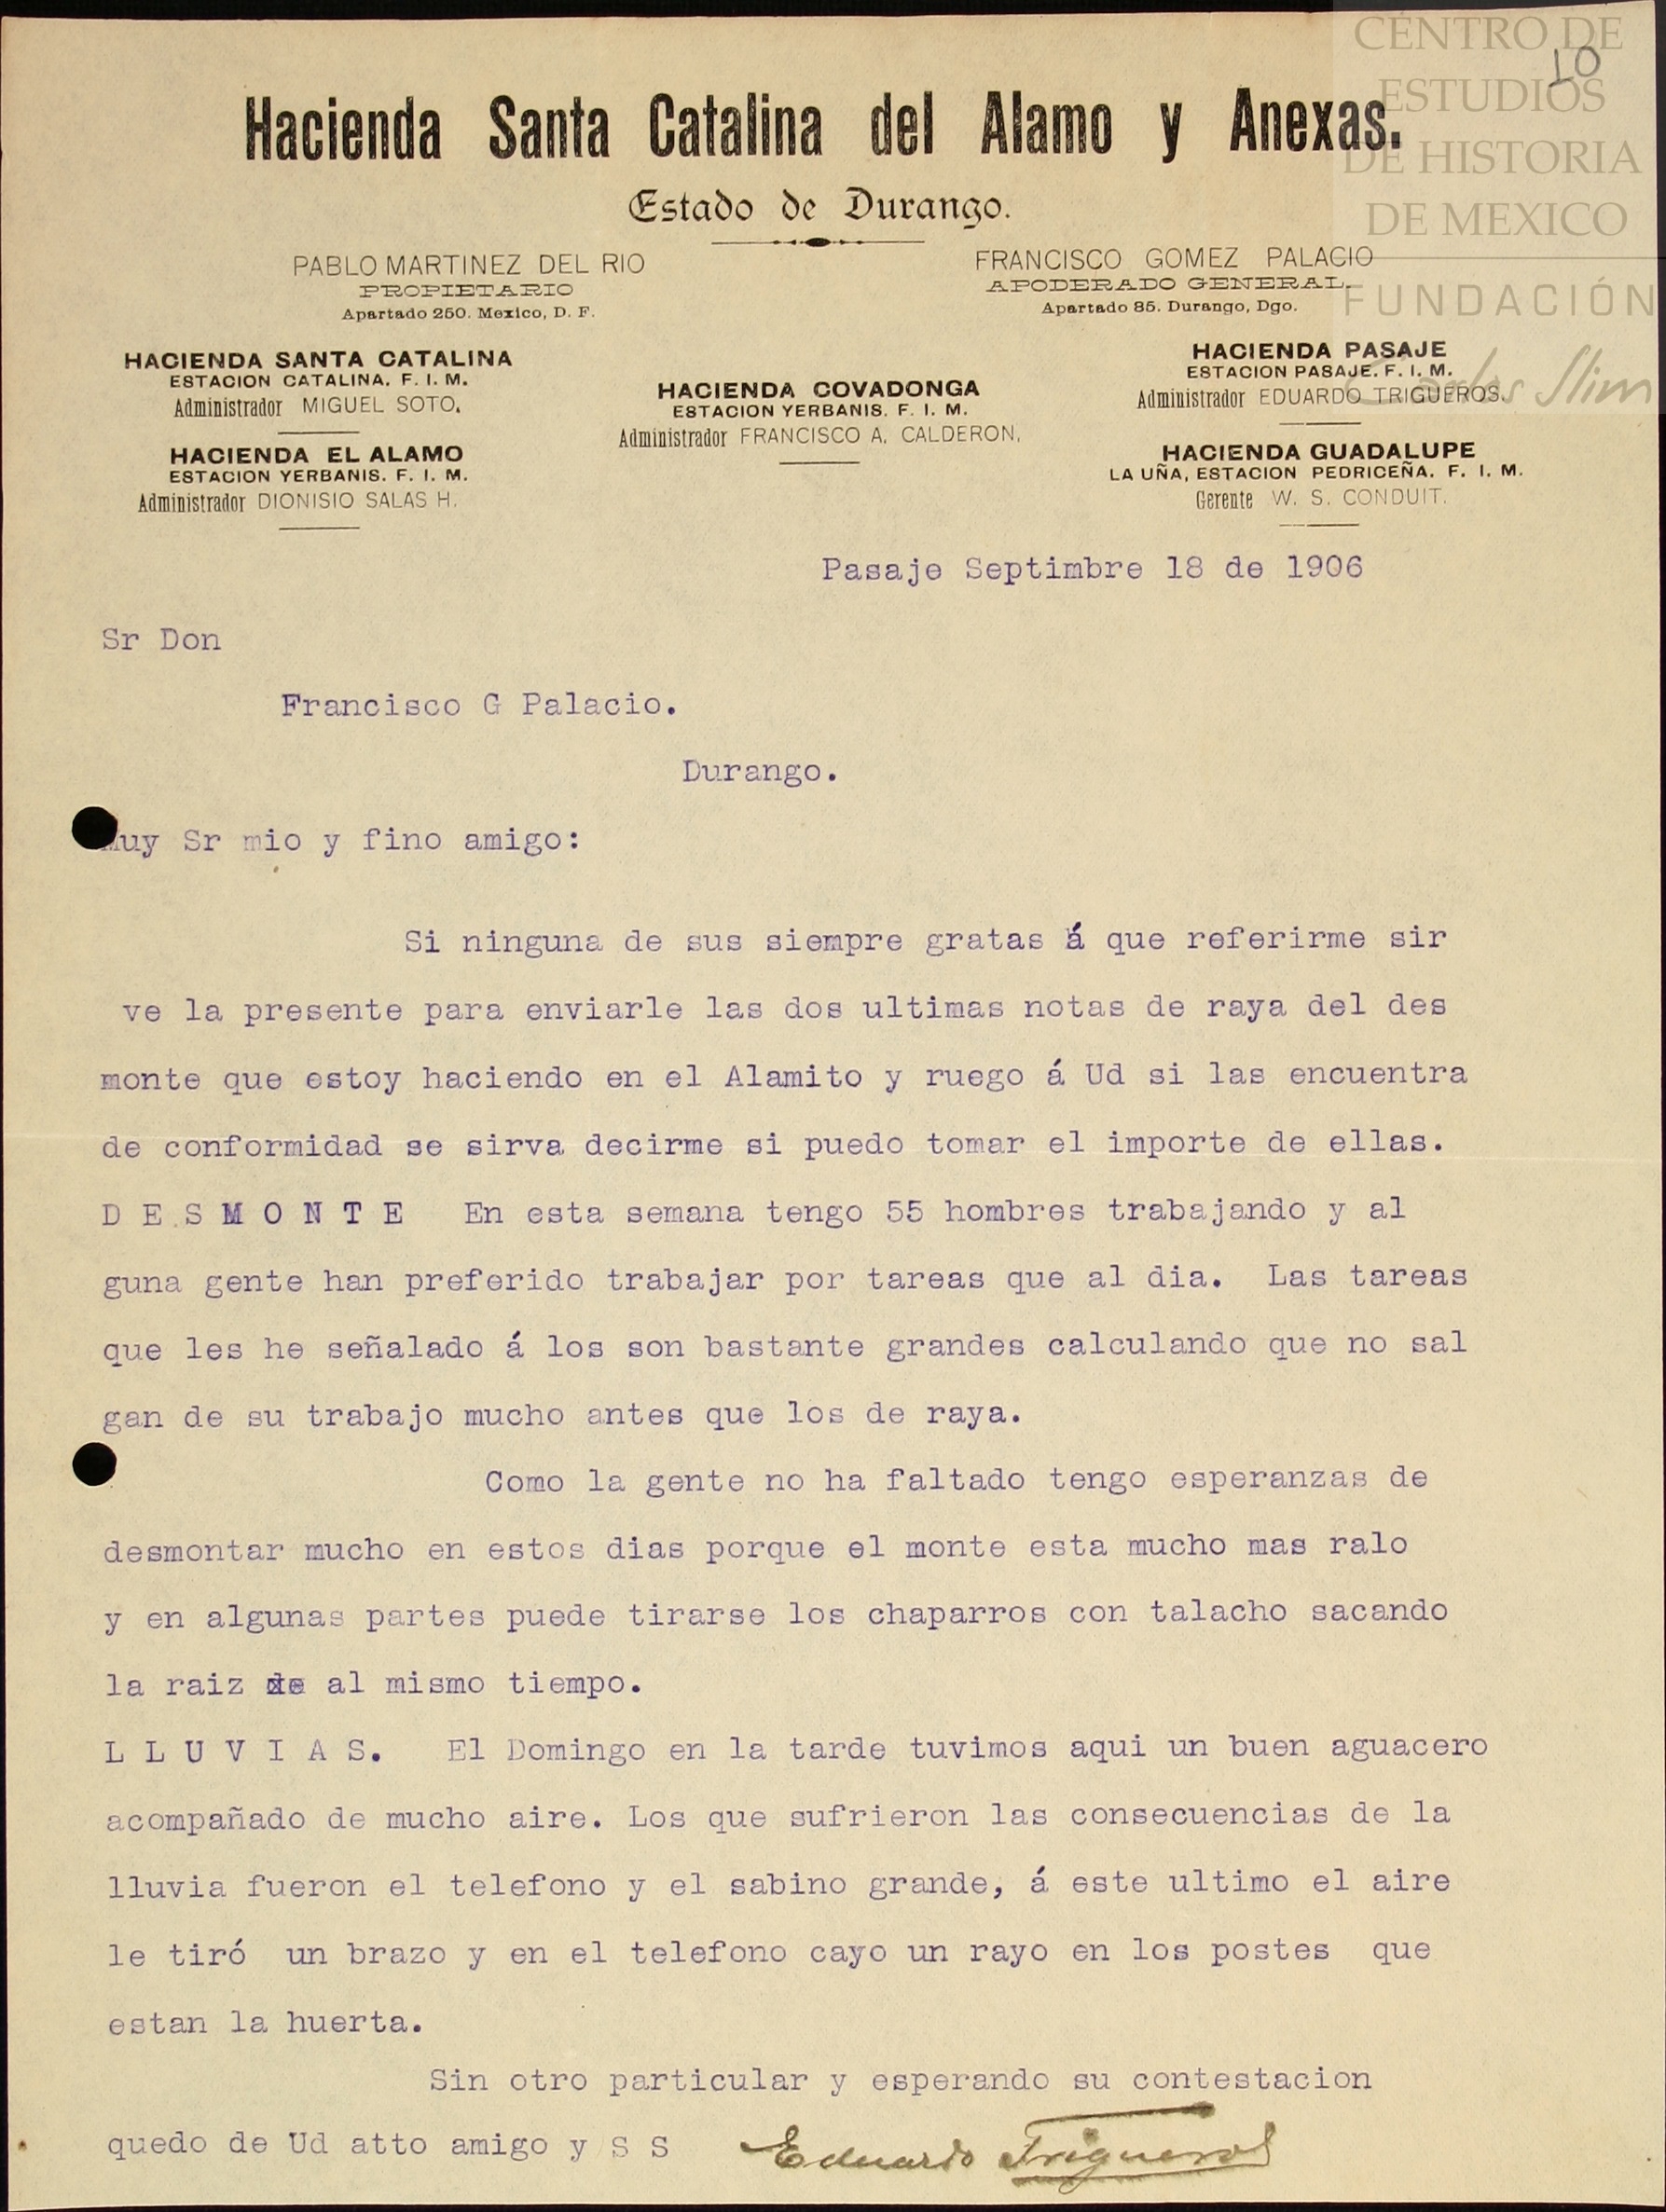 CENTRO DE
ESTUDIOS
DE HISTORIA
DE MEXICO
FUNDACIÓN
Carlos Slim
10
Hacienda Santa Catalina del Alamo y Anexas.
Estado de Durango.
PABLO MARTINEZ DEL RIO
PROPIETARIO
Apartado 250. Mexico, D. F.
FRANCISCO GOMEZ PALACIO
APODERADO GENERAL.
Apartado 85. Durango, Dgo.
HACIENDA SANTA CATALINA
ESTACION CATALINA. F. I. M.
Administrador MIGUEL SOTO.
HACIENDA EL ALAMO
ESTACION YERBANIS. F. I. M.
Administrador DIONISIO SALAS H.
HACIENDA COVADONGA
ESTACION YERBANIS. F. I. M.
Administrador FRANCISCO A. CALDERON.
HACIENDA PASAJE
ESTACION PASAJE. F. I. M.
Administrador EDUARDO TRIGUEROS.
HACIENDA GUADALUPE
LA UÑA, ESTACION PEDRICEÑA. F. I. M.
Gerente W. S. CONDUIT.
Pasaje Septimbre 18 de 1906
Sr Don
Francisco G Palacio.
Durango.
Muy Sr mio y fino amigo:
Si ninguna de sus siempre gratas á que referirme sir
ve la presente para enviarle las dos ultimas notas de raya del des
monte que estoy haciendo en el Alamito y ruego á Ud si las encuentra
de conformidad se sirva decirme si puedo tomar el importe de ellas.
D E S M O N T E En esta semana tengo 55 hombres trabajando y al
guna gente han preferido trabajar por tareas que al dia. Las tareas
que les he señalado á los son bastante grandes calculando que no sal
gan de su trabajo mucho antes que los de raya.
Como la gente no ha faltado tengo esperanzas de
desmontar mucho en estos dias porque el monte esta mucho mas ralo
y en algunas partes puede tirarse los chaparros con talacho sacando
la raiz al mismo tiempo.
L L U V I A S. El Domingo en la tarde tuvimos aqui un buen aguacero
acompañado de mucho aire. Los que sufrieron las consecuencias de la
lluvia fueron el telefono y el sabino grande, á este ultimo el aire
le tiró un brazo y en el telefono cayo un rayo en los postes que
estan la huerta.
Sin otro particular y esperando su contestacion
quedo de Ud atto amigo y S S Eduardo Trigueros